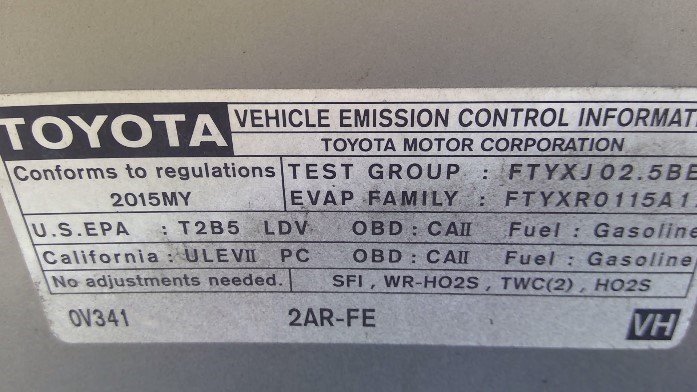 TOYOTA VEHICLE EMISSION CONTROL
TOYOTA MOTOR CORPORATION
Conforms to regulations TEST GROUP : FTYXJ02.5BE
2015MY EVAP FAMILY : FTYXR0115A1
U.S.EPA : T2B5 LDV OBD : CAII Fuel : Gasoline
California : ULEVII PC OBD : CAII Fuel : Gasoline
No adjustments needed. SFI , WR-HO2S , TWC(2) , HO2S
0V341 2AR-FE VH